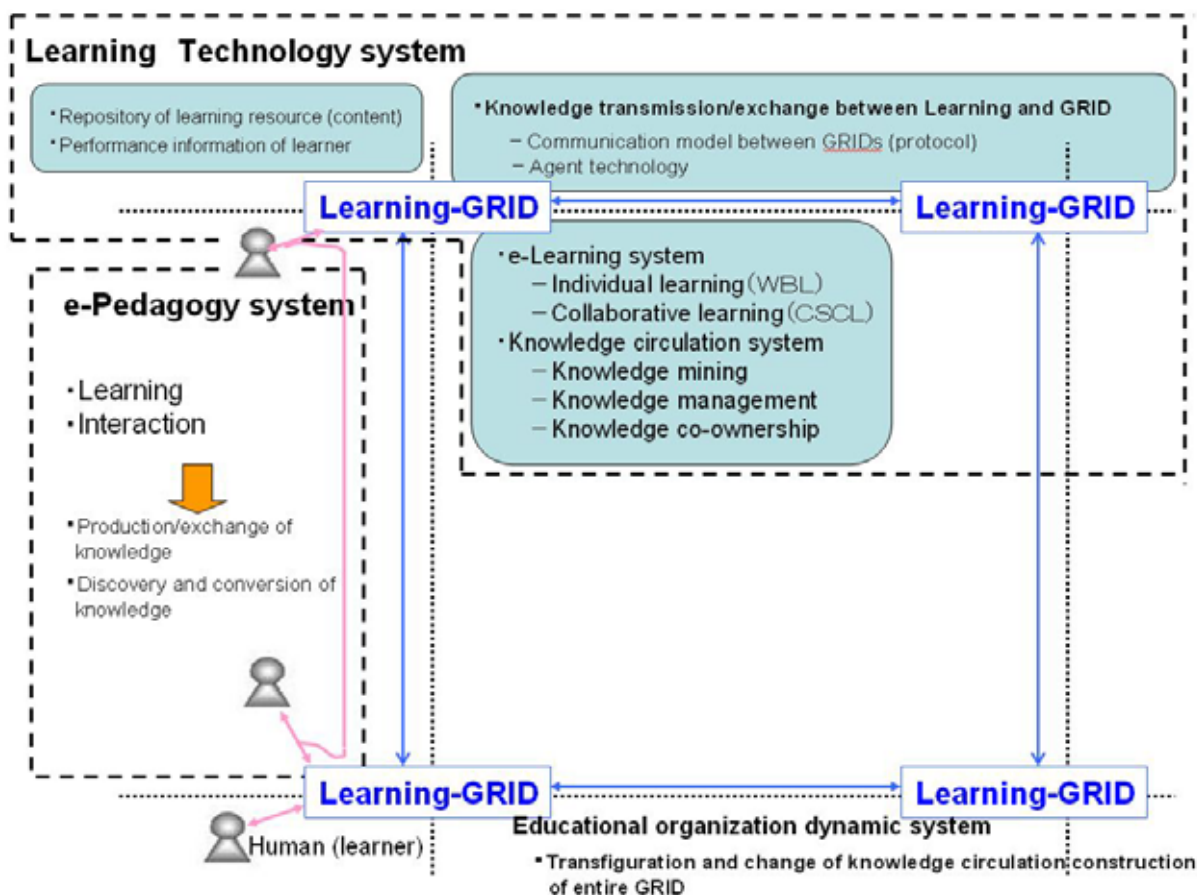 Learning Technology system
▪Repository of learning resource (content)
▪Performance information of learner
▪Knowledge transmission/exchange between Learning and GRID
– Communication model between GRIDs (protocol)
– Agent technology
Learning-GRID
Learning-GRID
e-Pedagogy system
・Learning
・Interaction
▪Production/exchange of
knowledge
▪Discovery and conversion of
knowledge
・e-Learning system
– Individual learning(WBL)
– Collaborative learning(CSCL)
・Knowledge circulation system
– Knowledge mining
– Knowledge management
– Knowledge co-ownership
Learning-GRID
Learning-GRID
Human (learner)
Educational organization dynamic system
▪Transfiguration and change of knowledge circulation construction
of entire GRID